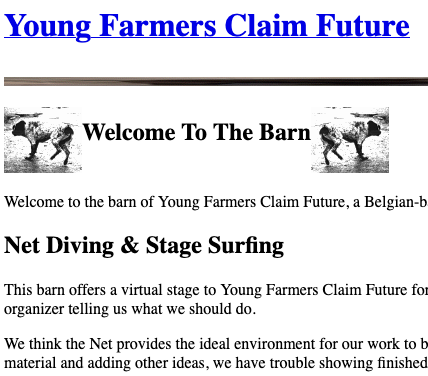 Young Farmers Claim Future
Welcome To The Barn
Welcome to the barn of Young Farmers Claim Future, a Belgian-b
Net Diving & Stage Surfing
This barn offers a virtual stage to Young Farmers Claim Future for
organizer telling us what we should do.
We think the Net provides the ideal environment for our work to b
material and adding other ideas, we have trouble showing finished